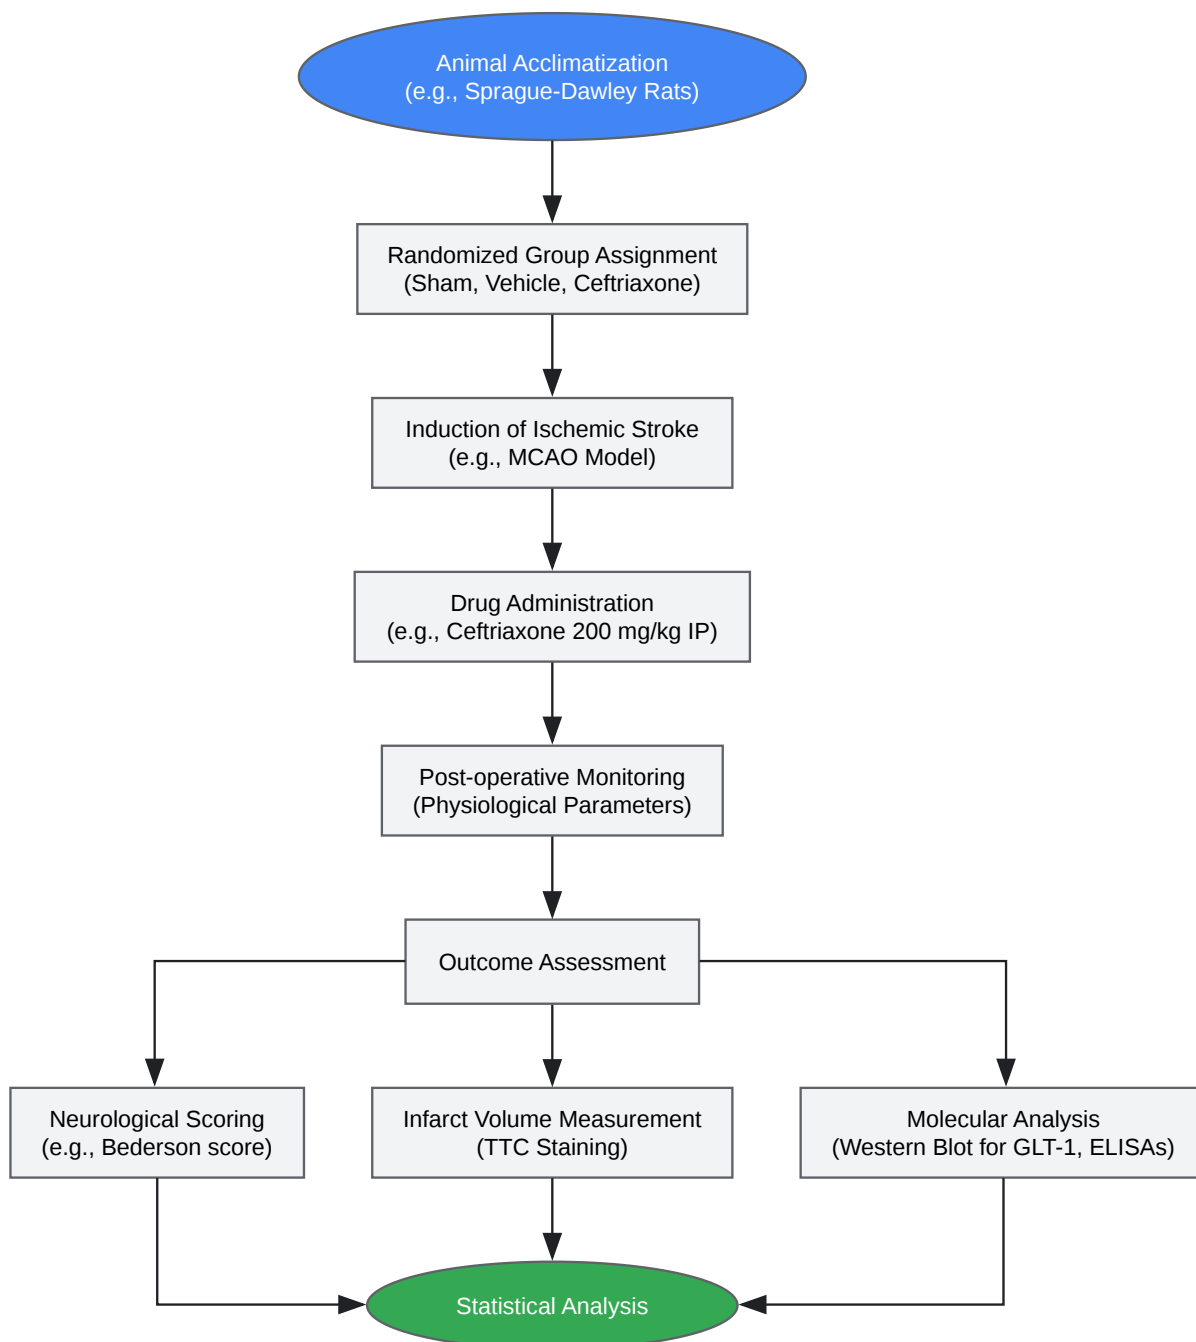 Animal Acclimatization
(e.g., Sprague-Dawley Rats)
Randomized Group Assignment
(Sham, Vehicle, Ceftriaxone)
Induction of Ischemic Stroke
(e.g., MCAO Model)
Drug Administration
(e.g., Ceftriaxone 200 mg/kg IP)
Post-operative Monitoring
(Physiological Parameters)
Outcome Assessment
Neurological Scoring
(e.g., Bederson score)
Infarct Volume Measurement
(TTC Staining)
Molecular Analysis
(Western Blot for GLT-1, ELISAs)
Statistical Analysis